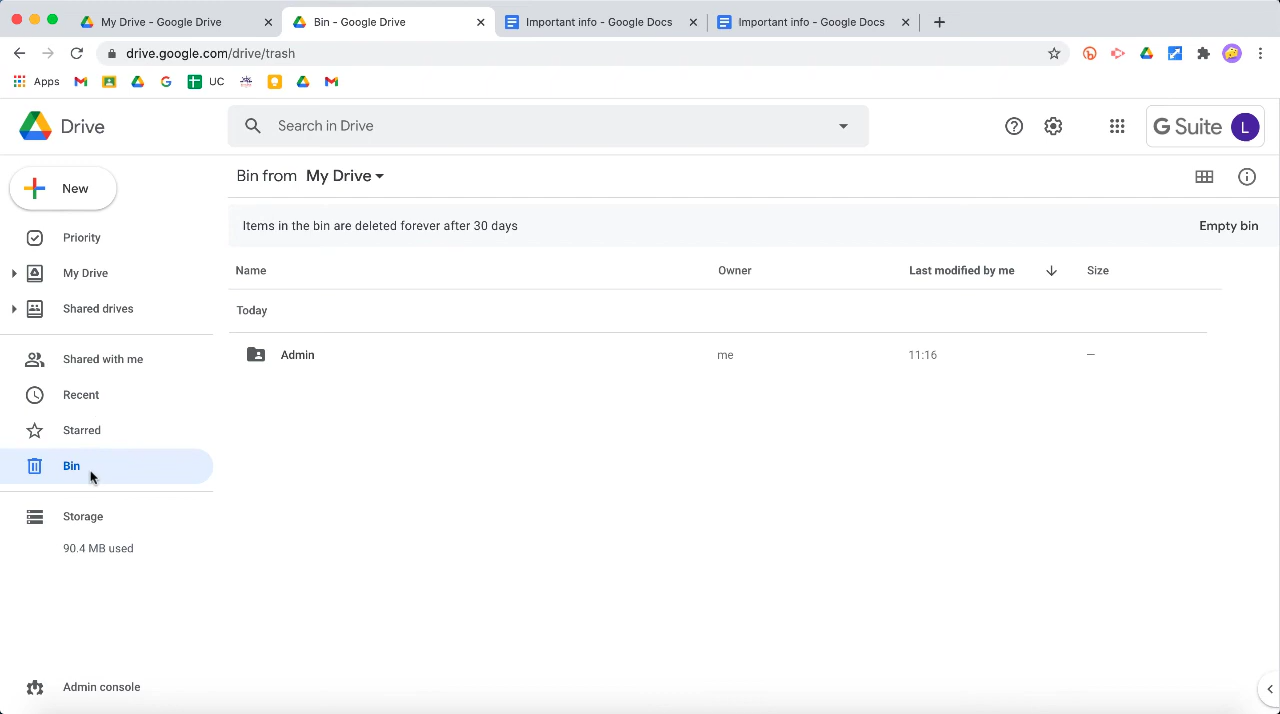 My Drive - Google Drive
Bin - Google Drive
Important info - Google Docs
Important info - Google Docs
drive.google.com/drive/trash
Apps
UC
Drive
Search in Drive
G Suite
L
New
Bin from My Drive
Priority
Items in the bin are deleted forever after 30 days
Empty bin
My Drive
Name
Owner
Last modified by me
Size
Shared drives
Today
Shared with me
Admin
me
11:16
–
Recent
Starred
Bin
Storage
90.4 MB used
Admin console